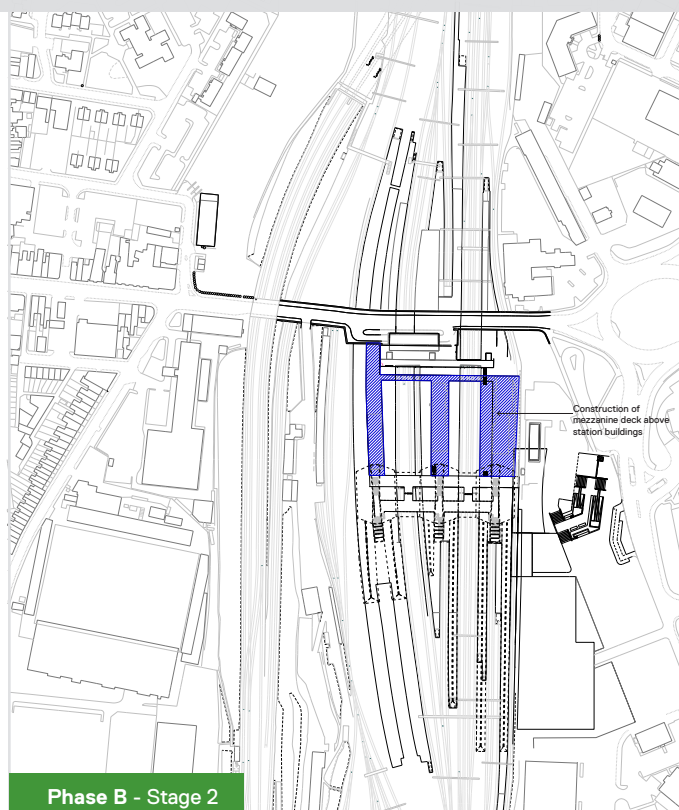 Construction of
mezzanine deck above
station buildings
Phase B - Stage 2